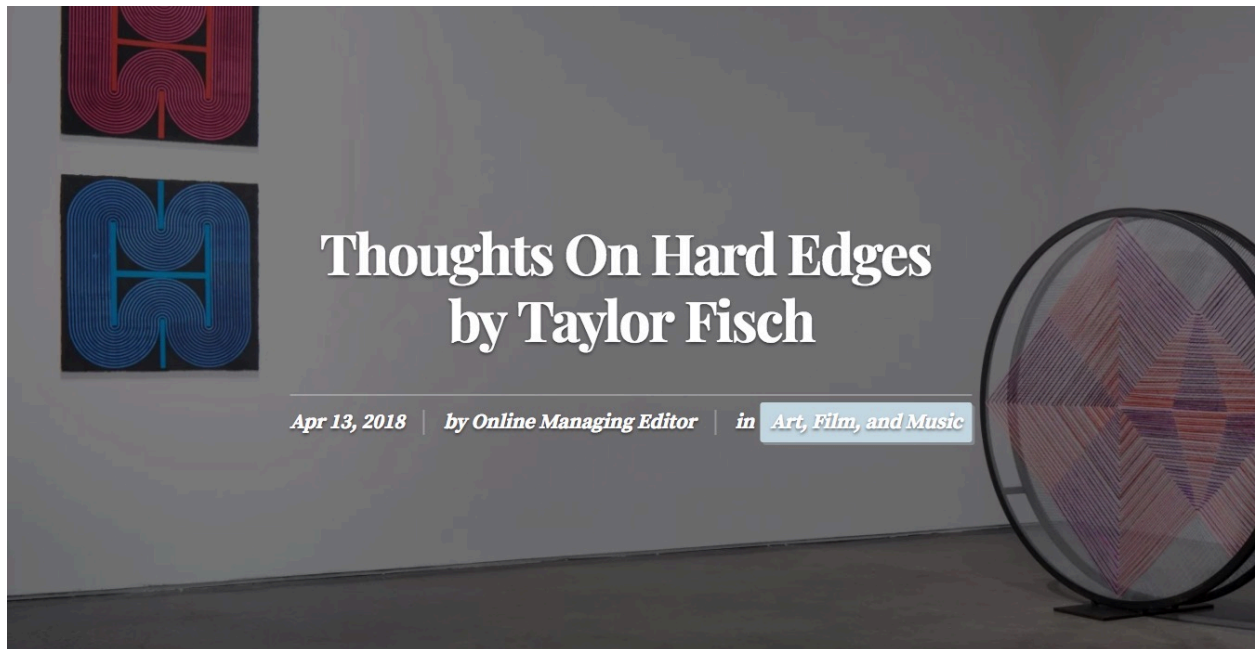 Thoughts On Hard Edges
by Taylor Fisch
Apr 13, 2018 | by Online Managing Editor | in Art, Film, and Music